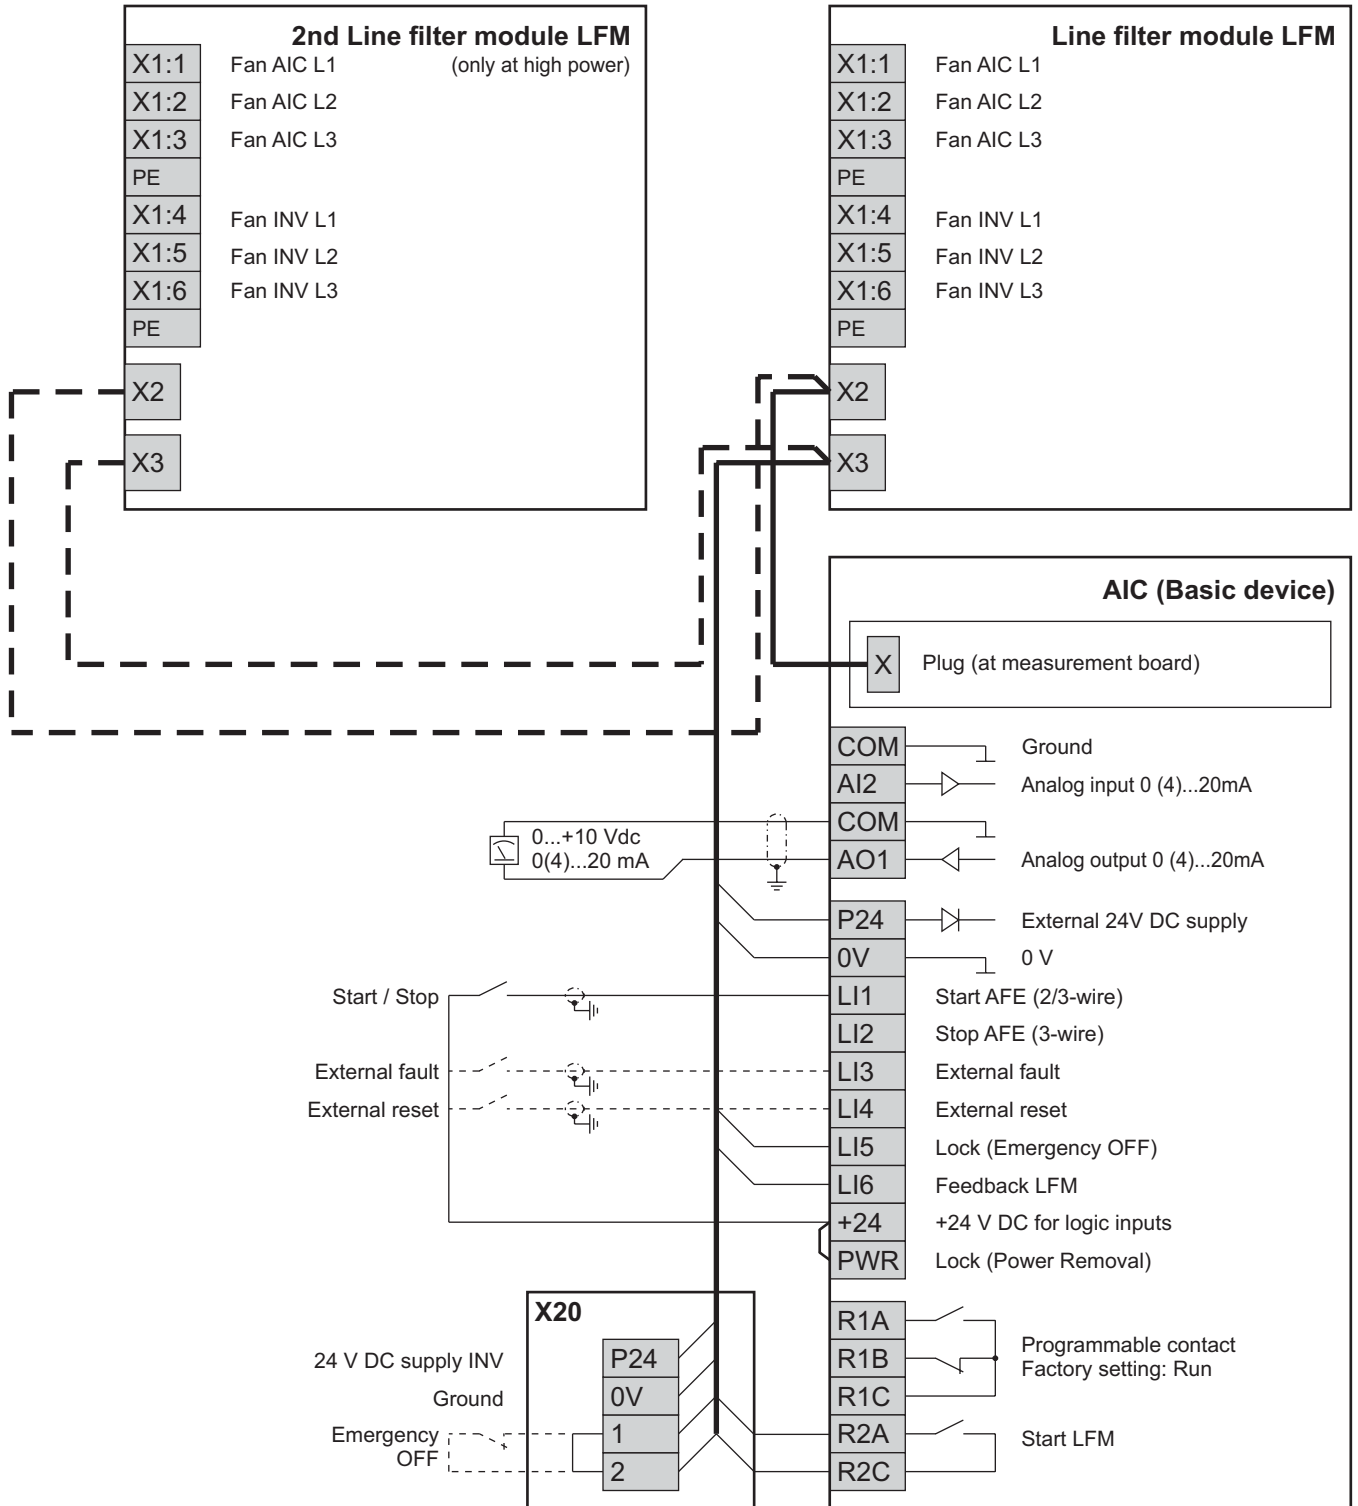 2nd Line filter module LFM
(only at high power)
X1:1 Fan AIC L1
X1:2 Fan AIC L2
X1:3 Fan AIC L3
PE
X1:4 Fan INV L1
X1:5 Fan INV L2
X1:6 Fan INV L3
PE
X2
X3
Line filter module LFM
X1:1 Fan AIC L1
X1:2 Fan AIC L2
X1:3 Fan AIC L3
PE
X1:4 Fan INV L1
X1:5 Fan INV L2
X1:6 Fan INV L3
PE
X2
X3
AIC (Basic device)
X Plug (at measurement board)
COM Ground
AI2 Analog input 0 (4)...20mA
COM
0...+10 Vdc
0(4)...20 mA
AO1 Analog output 0 (4)...20mA
P24 External 24V DC supply
0V 0 V
Start / Stop LI1 Start AFE (2/3-wire)
LI2 Stop AFE (3-wire)
External fault LI3 External fault
External reset LI4 External reset
LI5 Lock (Emergency OFF)
LI6 Feedback LFM
+24 +24 V DC for logic inputs
PWR Lock (Power Removal)
X20
24 V DC supply INV P24
Ground 0V
Emergency
OFF
1
2
R1A
R1B
R1C
Programmable contact
Factory setting: Run
R2A
Start LFM
R2C